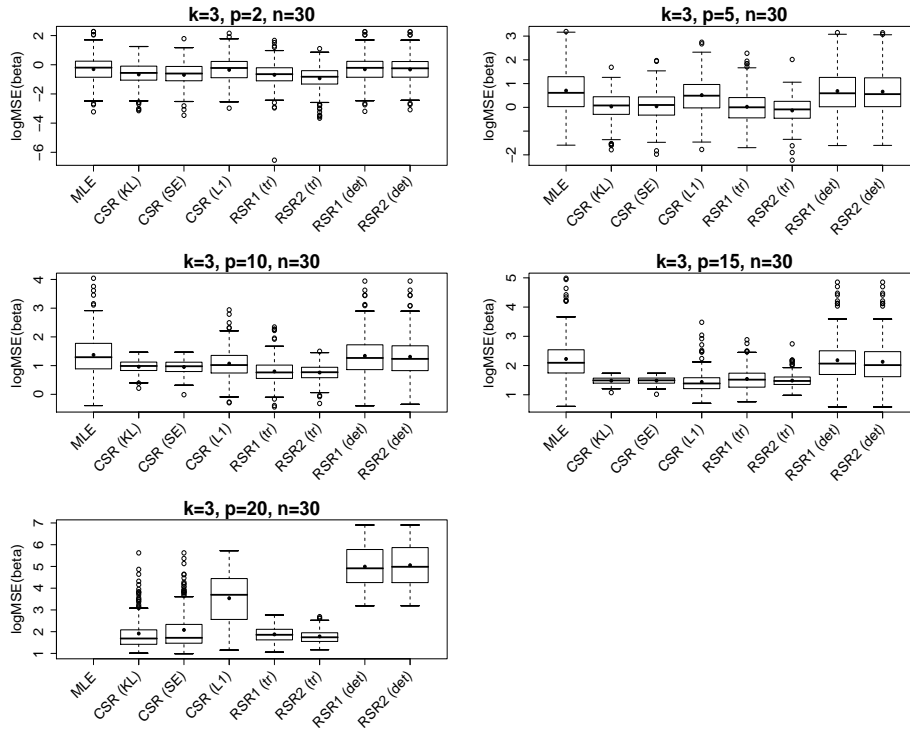 k=3, p=2, n=30
logMSE(beta)
2
0
−2
−4
−6
MLE
CSR (KL)
CSR (SE)
CSR (L1)
RSR1 (tr)
RSR2 (tr)
RSR1 (det)
RSR2 (det)
k=3, p=5, n=30
logMSE(beta)
3
2
1
0
−2
MLE
CSR (KL)
CSR (SE)
CSR (L1)
RSR1 (tr)
RSR2 (tr)
RSR1 (det)
RSR2 (det)
k=3, p=10, n=30
logMSE(beta)
4
3
2
1
0
MLE
CSR (KL)
CSR (SE)
CSR (L1)
RSR1 (tr)
RSR2 (tr)
RSR1 (det)
RSR2 (det)
k=3, p=15, n=30
logMSE(beta)
5
4
3
2
1
MLE
CSR (KL)
CSR (SE)
CSR (L1)
RSR1 (tr)
RSR2 (tr)
RSR1 (det)
RSR2 (det)
k=3, p=20, n=30
logMSE(beta)
7
6
5
4
3
2
1
MLE
CSR (KL)
CSR (SE)
CSR (L1)
RSR1 (tr)
RSR2 (tr)
RSR1 (det)
RSR2 (det)